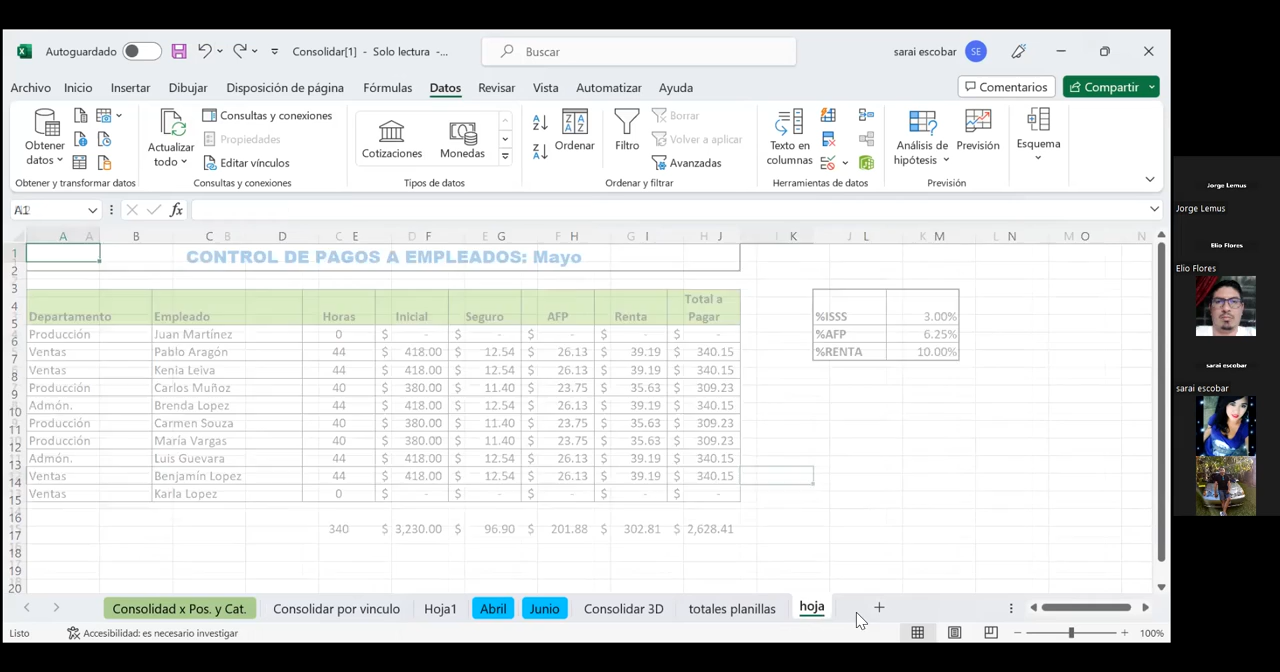 Autoguardado Consolidar[1] - Solo lectura -... Buscar sarai escobar SE
Archivo Inicio Insertar Dibujar Disposición de página Fórmulas Datos Revisar Vista Automatizar Ayuda Comentarios Compartir
Obtener datos
Obtener y transformar datos
Actualizar todo
Consultas y conexiones
Propiedades
Editar vínculos
Consultas y conexiones
Cotizaciones Monedas
Tipos de datos
Ordenar
Filtro
Borrar
Volver a aplicar
Avanzadas
Ordenar y filtrar
Texto en columnas
Herramientas de datos
Análisis de hipótesis
Previsión
Previsión
Esquema
A1 fx
A B C D E F G H I J K L M N O
CONTROL DE PAGOS A EMPLEADOS: Mayo
Departamento Empleado Horas Inicial Seguro AFP Renta Total a Pagar
Producción Juan Martínez 0 $ - $ - $ - $ - $ -
Ventas Pablo Aragón 44 $ 418.00 $ 12.54 $ 26.13 $ 39.19 $ 340.15
Ventas Kenia Leiva 44 $ 418.00 $ 12.54 $ 26.13 $ 39.19 $ 340.15
Producción Carlos Muñoz 40 $ 380.00 $ 11.40 $ 23.75 $ 35.63 $ 309.23
Admón. Brenda Lopez 44 $ 418.00 $ 12.54 $ 26.13 $ 39.19 $ 340.15
Producción Carmen Souza 40 $ 380.00 $ 11.40 $ 23.75 $ 35.63 $ 309.23
Producción María Vargas 40 $ 380.00 $ 11.40 $ 23.75 $ 35.63 $ 309.23
Admón. Luis Guevara 44 $ 418.00 $ 12.54 $ 26.13 $ 39.19 $ 340.15
Ventas Benjamín Lopez 44 $ 418.00 $ 12.54 $ 26.13 $ 39.19 $ 340.15
Ventas Karla Lopez 0 $ - $ - $ - $ - $ -
340 $ 3,230.00 $ 96.90 $ 201.88 $ 302.81 $ 2,628.41
%ISSS 3.00%
%AFP 6.25%
%RENTA 10.00%
Consolidad x Pos. y Cat. Consolidar por vinculo Hoja1 Abril Junio Consolidar 3D totales planillas hoja
Listo Accesibilidad: es necesario investigar 100%
Jorge Lemus
Jorge Lemus
Elio Flores
Elio Flores
sarai escobar
sarai escobar